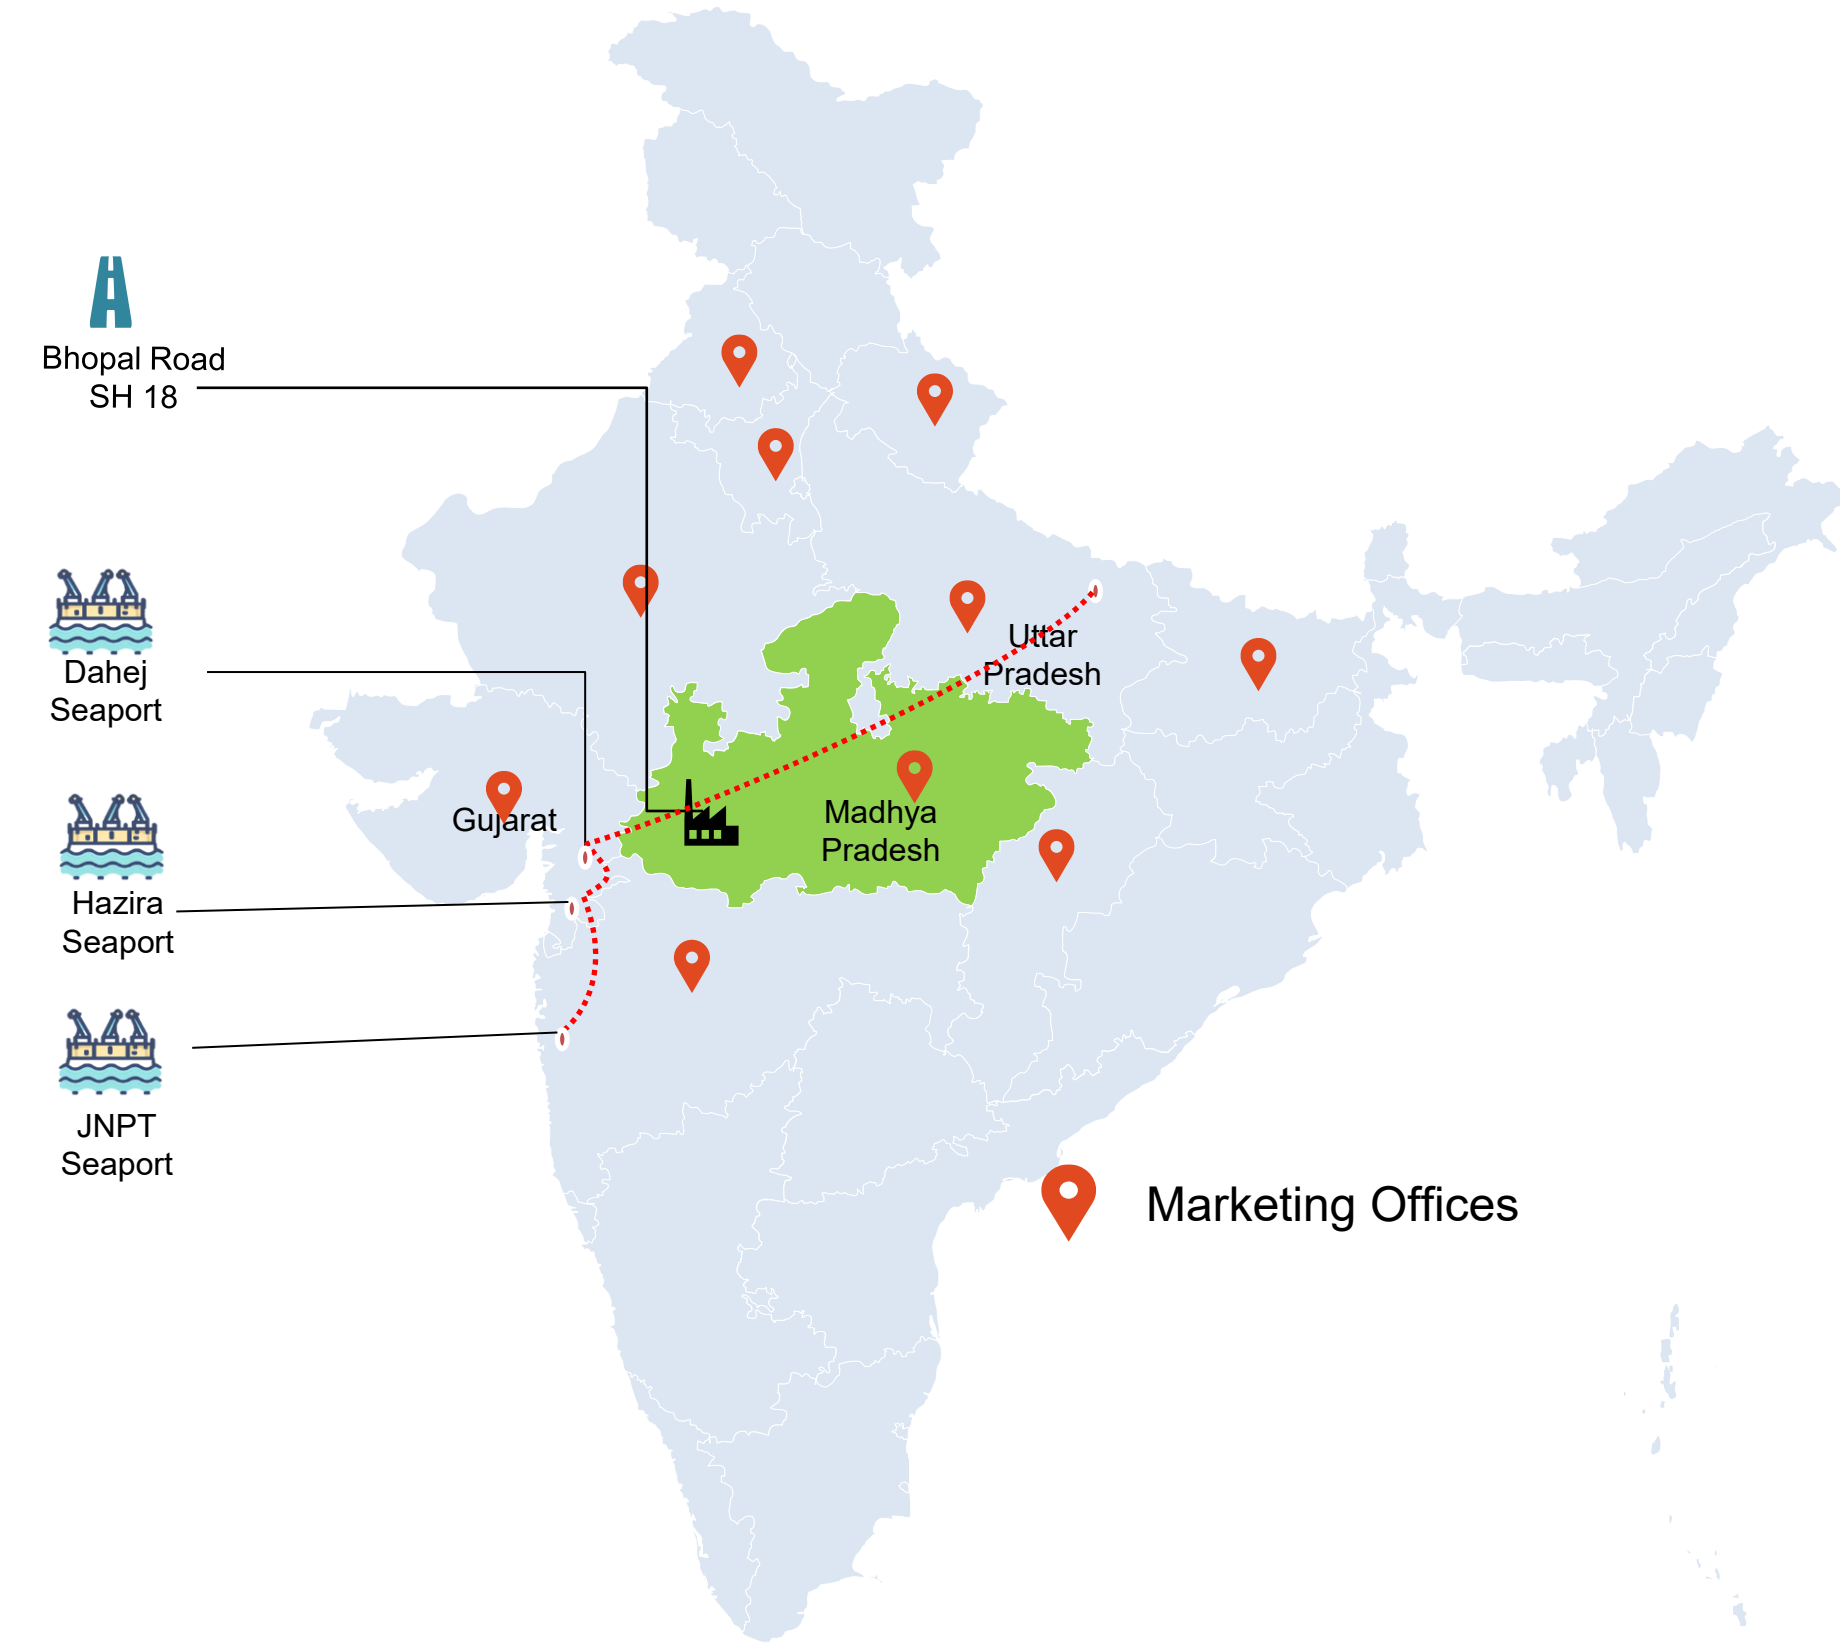 Bhopal Road
SH 18
Dahej
Seaport
Hazira
Seaport
JNPT
Seaport
Gujarat
Uttar
Pradesh
Madhya
Pradesh
Marketing Offices